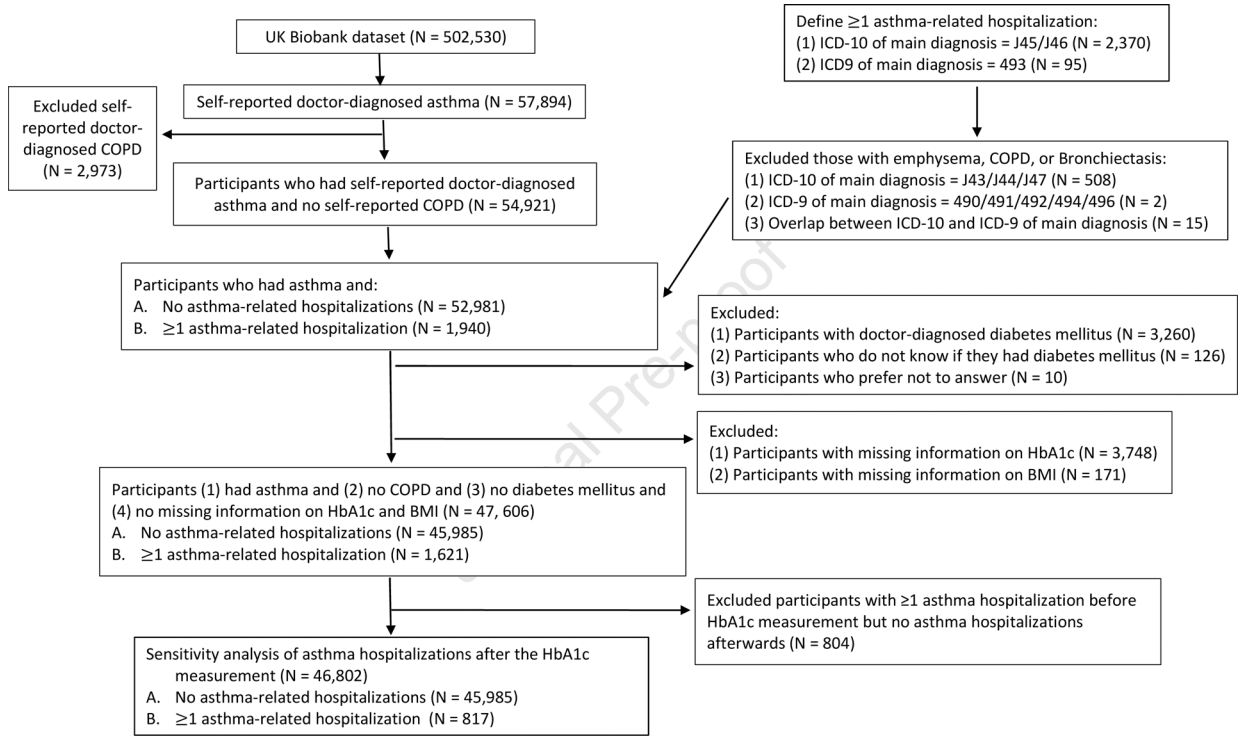 UK Biobank dataset (N = 502,530)
Define ≥1 asthma-related hospitalization:
(1) ICD-10 of main diagnosis = J45/J46 (N = 2,370)
(2) ICD9 of main diagnosis = 493 (N = 95)
Self-reported doctor-diagnosed asthma (N = 57,894)
Excluded self-
reported doctor-
diagnosed COPD
(N = 2,973)
Participants who had self-reported doctor-diagnosed
asthma and no self-reported COPD (N = 54,921)
Excluded those with emphysema, COPD, or Bronchiectasis:
(1) ICD-10 of main diagnosis = J43/J44/J47 (N = 508)
(2) ICD-9 of main diagnosis = 490/491/492/494/496 (N = 2)
(3) Overlap between ICD-10 and ICD-9 of main diagnosis (N = 15)
Participants who had asthma and:
A. No asthma-related hospitalizations (N = 52,981)
B. ≥1 asthma-related hospitalization (N = 1,940)
Excluded:
(1) Participants with doctor-diagnosed diabetes mellitus (N = 3,260)
(2) Participants who do not know if they had diabetes mellitus (N = 126)
(3) Participants who prefer not to answer (N = 10)
Excluded:
(1) Participants with missing information on HbA1c (N = 3,748)
(2) Participants with missing information on BMI (N = 171)
Participants (1) had asthma and (2) no COPD and (3) no diabetes mellitus and
(4) no missing information on HbA1c and BMI (N = 47, 606)
A. No asthma-related hospitalizations (N = 45,985)
B. ≥1 asthma-related hospitalization (N = 1,621)
Excluded participants with ≥1 asthma hospitalization before
HbA1c measurement but no asthma hospitalizations
afterwards (N = 804)
Sensitivity analysis of asthma hospitalizations after the HbA1c
measurement (N = 46,802)
A. No asthma-related hospitalizations (N = 45,985)
B. ≥1 asthma-related hospitalization (N = 817)